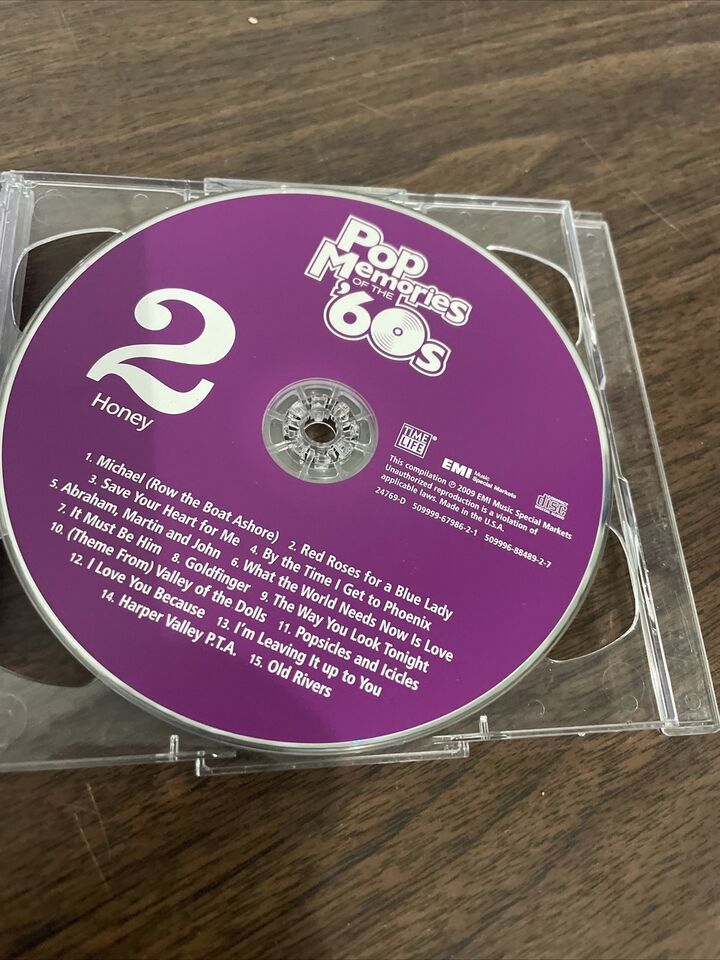 Pop
Memories
OF THE
'60s
2
Honey
TIME
LIFE®
EMI Music
Special Markets
This compilation ℗ 2009 EMI Music Special Markets
Unauthorized reproduction is a violation of
applicable laws. Made in the U.S.A.
24769-D 509999-67986-2-1 509996-88489-2-7
COMPACT
disc
DIGITAL AUDIO
1. Michael (Row the Boat Ashore) 2. Red Roses for a Blue Lady
3. Save Your Heart for Me 4. By the Time I Get to Phoenix
5. Abraham, Martin and John 6. What the World Needs Now Is Love
7. It Must Be Him 8. Goldfinger 9. The Way You Look Tonight
10. (Theme From) Valley of the Dolls 11. Popsicles and Icicles
12. I Love You Because 13. I'm Leaving It up to You
14. Harper Valley P.T.A. 15. Old Rivers